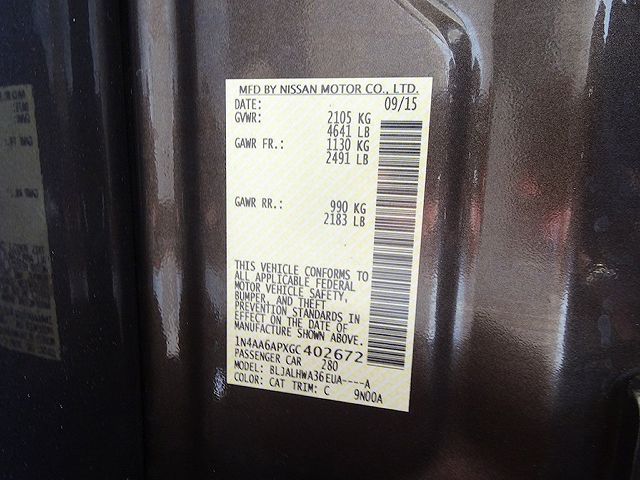 MFD BY NISSAN MOTOR CO., LTD.
DATE: 09/15
GVWR: 2105 KG
4641 LB
GAWR FR.: 1130 KG
2491 LB
GAWR RR.: 990 KG
2183 LB
THIS VEHICLE CONFORMS TO
ALL APPLICABLE FEDERAL
MOTOR VEHICLE SAFETY,
BUMPER, AND THEFT
PREVENTION STANDARDS IN
EFFECT ON THE DATE OF
MANUFACTURE SHOWN ABOVE.
1N4AA6APXGC402672
PASSENGER CAR 280
MODEL: BLJALHWA36EUA----A
COLOR: CAT TRIM: C 9N00A